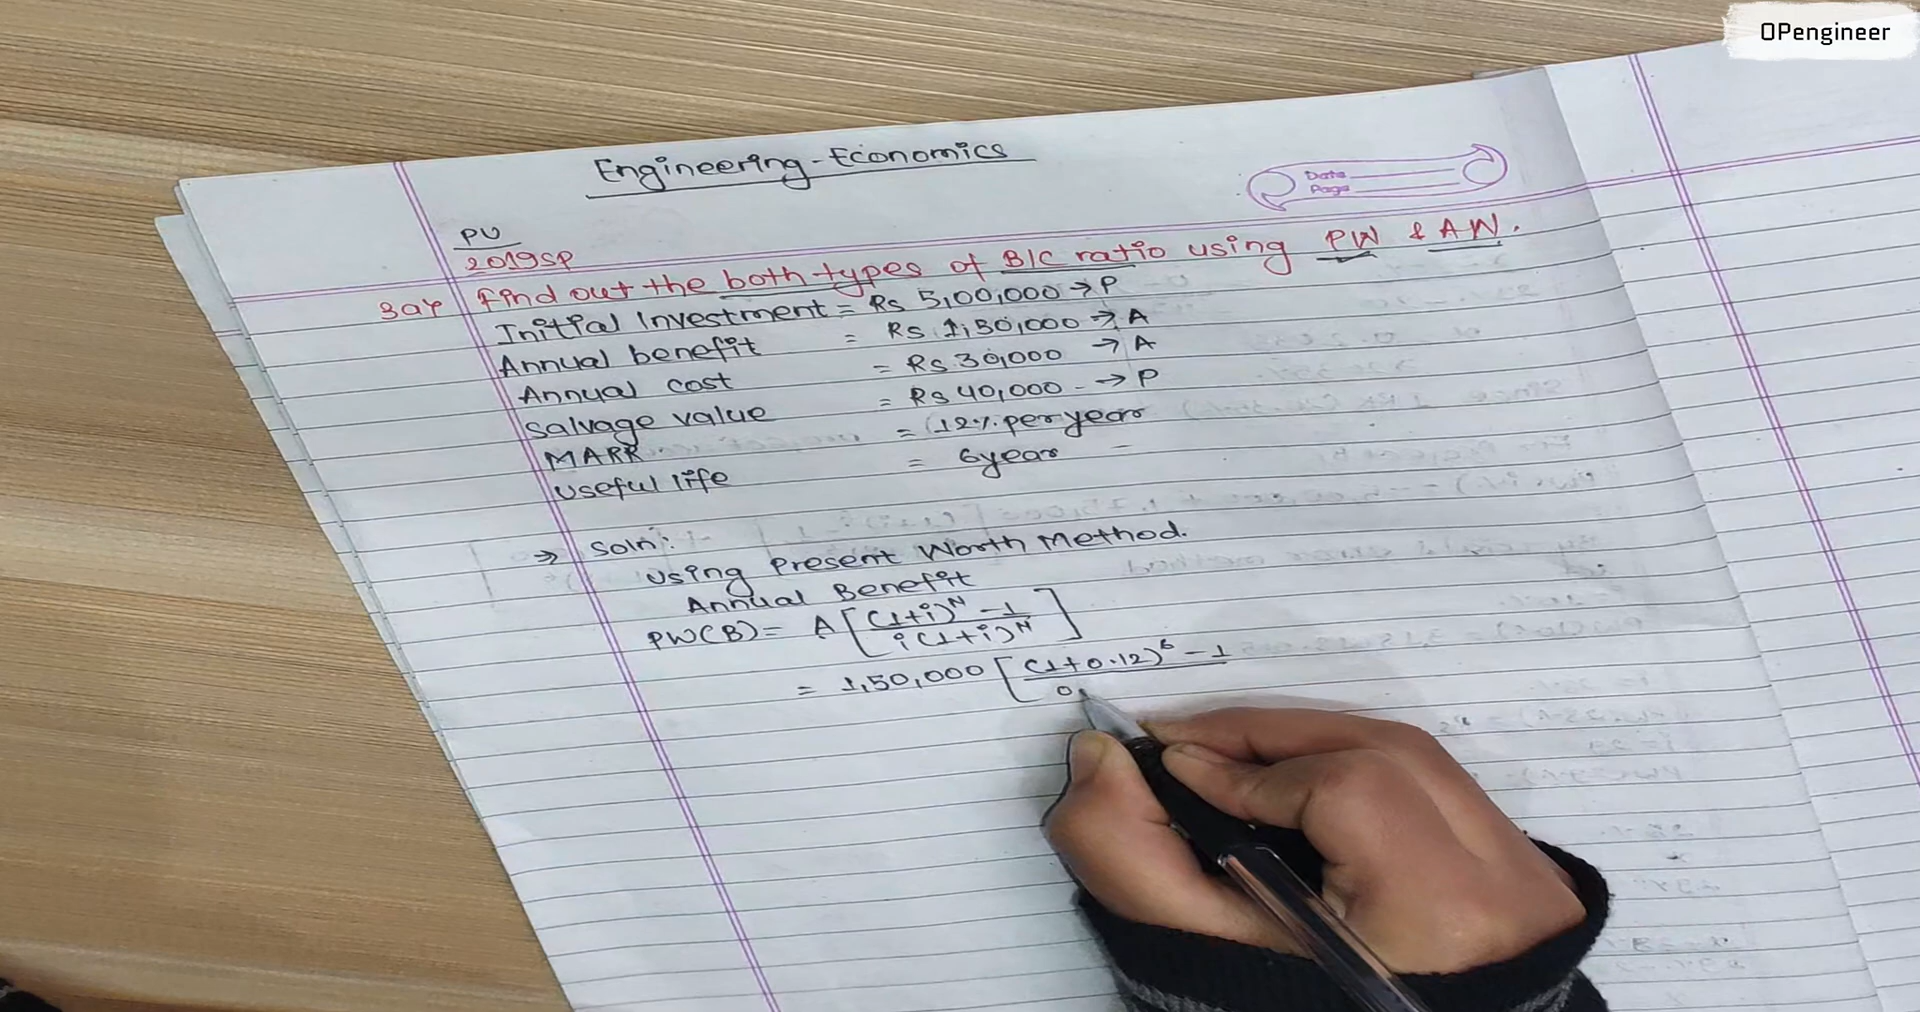 OPengineer
Engineering-Economics
Date
Page
PU
2019SP
3a) Find out the both types of B/C ratio using PW & AW.
Initial Investment = Rs 5,00,000 → P
Annual benefit = Rs 1,50,000 → A
Annual cost = Rs 30,000 → A
Salvage value = Rs 40,000 → P
MARR = 12% per year
Useful life = 6year
⇒ Soln:
Using Present Worth Method.
Annual Benefit
PW(B) = A[(1+i)^N - 1 / i(1+i)^N]
= 1,50,000 [(1+0.12)^6 - 1 / 0.